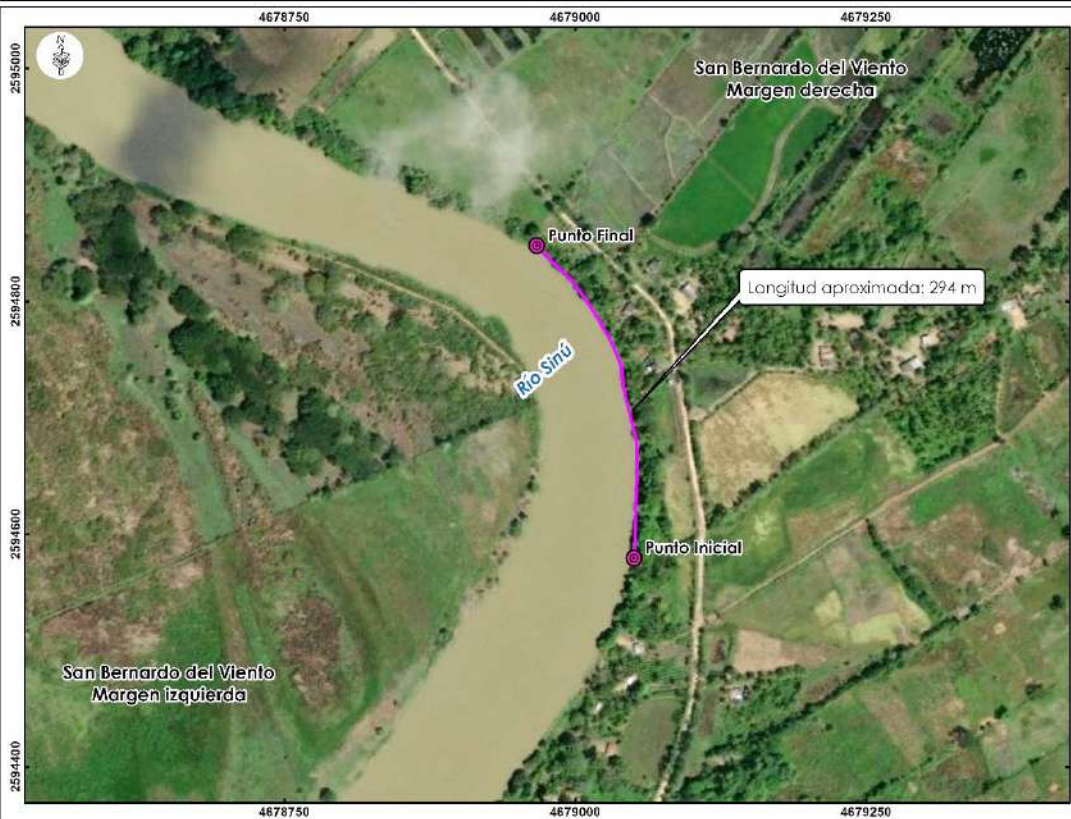 4678750 4679000 4679250
2595000
San Bernardo del Viento
Margen derecha
Punto Final
Longitud aproximada: 294 m
2594800
Río Sinú
2594600
Punto Inicial
San Bernardo del Viento
Margen izquierda
2594400
4678750 4679000 4679250